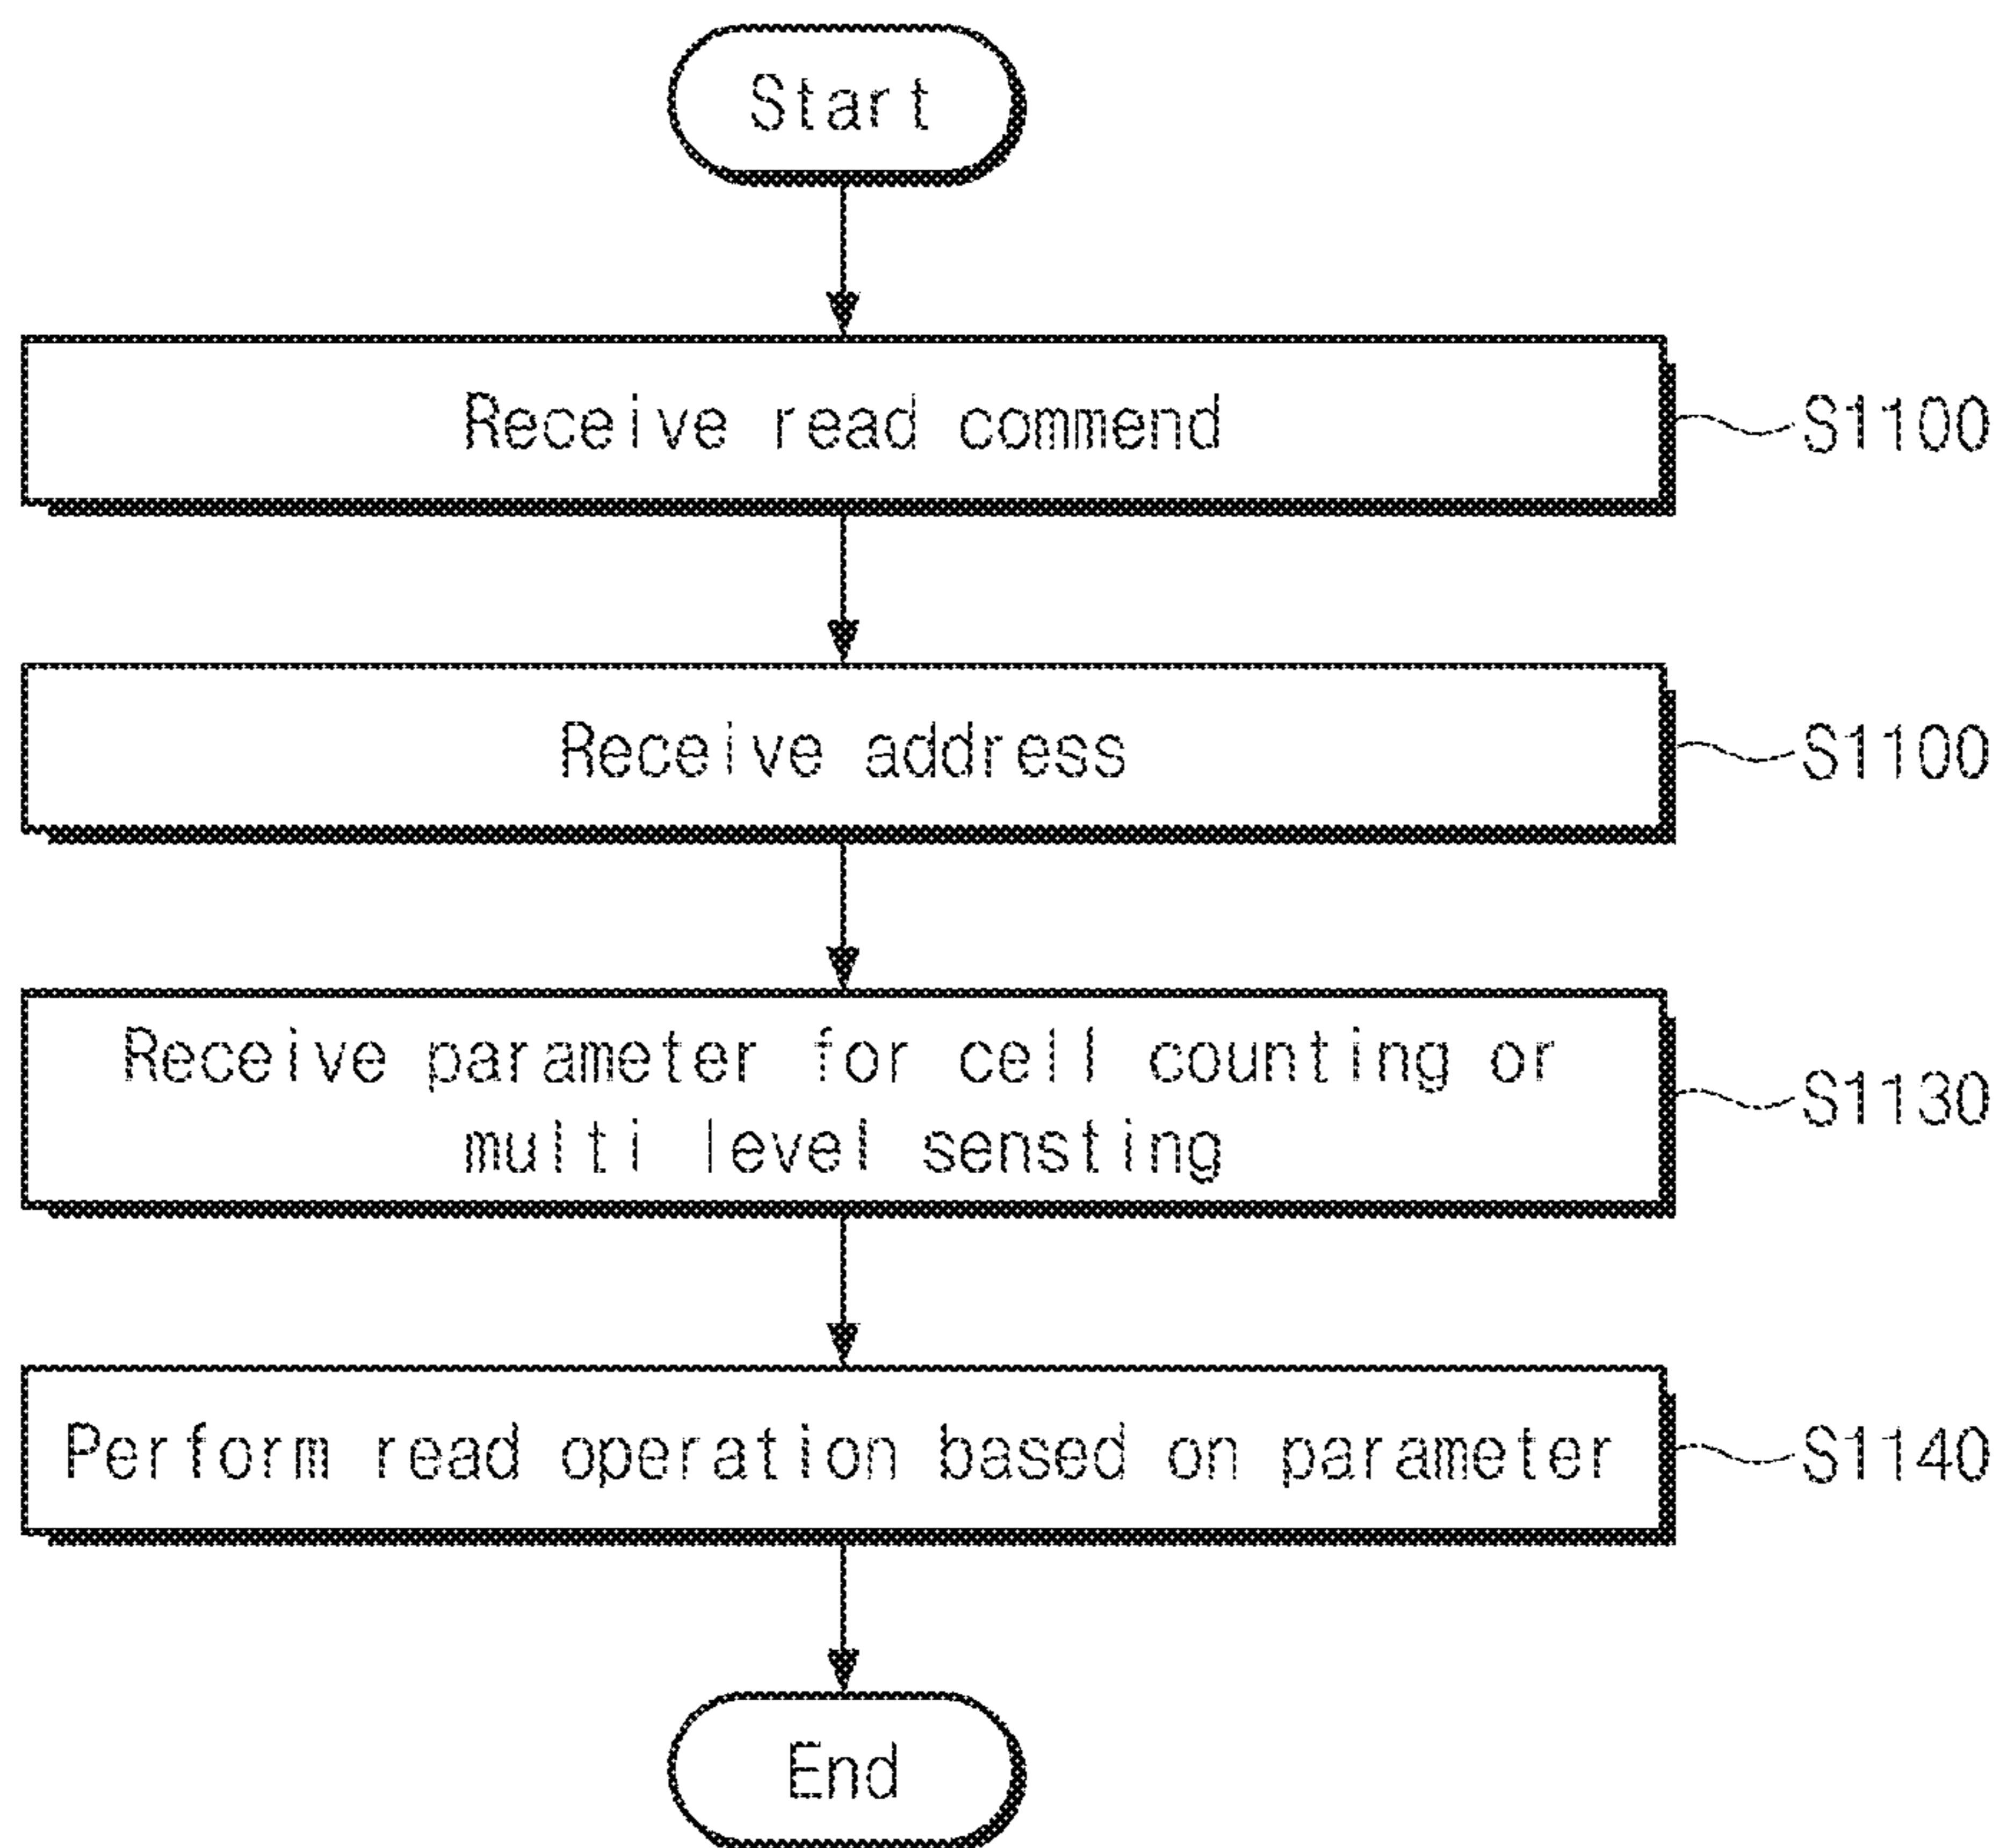 Start
Receive read commend
S1100
Receive address
S1100
Receive parameter for cell counting or
multi level sensting
S1130
Perform read operation based on parameter
S1140
End